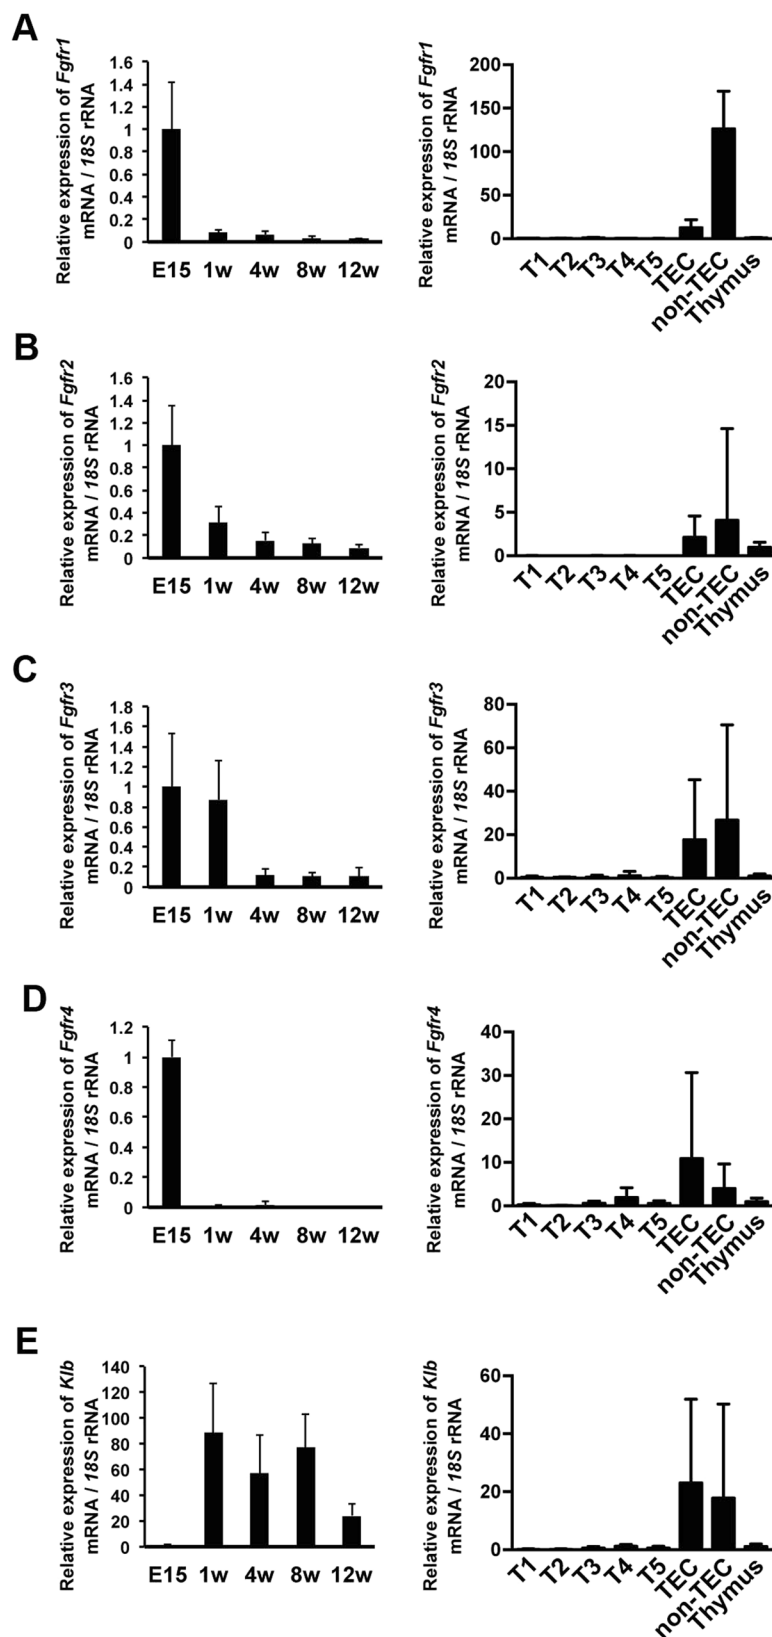 A
Relative expression of Fgfr1
mRNA / 18S rRNA
1.6
1.4
1.2
1
0.8
0.6
0.4
0.2
0
E15 1w 4w 8w 12w
Relative expression of Fgfr1
mRNA / 18S rRNA
200
150
100
50
0
T1 T2 T3 T4 T5 TEC non-TEC Thymus
B
Relative expression of Fgfr2
mRNA / 18S rRNA
1.6
1.4
1.2
1
0.8
0.6
0.4
0.2
0
E15 1w 4w 8w 12w
Relative expression of Fgfr2
mRNA / 18S rRNA
20
15
10
5
0
T1 T2 T3 T4 T5 TEC non-TEC Thymus
C
Relative expression of Fgfr3
mRNA / 18S rRNA
1.8
1.6
1.4
1.2
1
0.8
0.6
0.4
0.2
0
E15 1w 4w 8w 12w
Relative expression of Fgfr3
mRNA / 18S rRNA
80
60
40
20
0
T1 T2 T3 T4 T5 TEC non-TEC Thymus
D
Relative expression of Fgfr4
mRNA / 18S rRNA
1.2
1
0.8
0.6
0.4
0.2
0
E15 1w 4w 8w 12w
Relative expression of Fgfr4
mRNA / 18S rRNA
40
30
20
10
0
T1 T2 T3 T4 T5 TEC non-TEC Thymus
E
Relative expression of Klb
mRNA / 18S rRNA
140
120
100
80
60
40
20
0
E15 1w 4w 8w 12w
Relative expression of Klb
mRNA / 18S rRNA
60
40
20
0
T1 T2 T3 T4 T5 TEC non-TEC Thymus